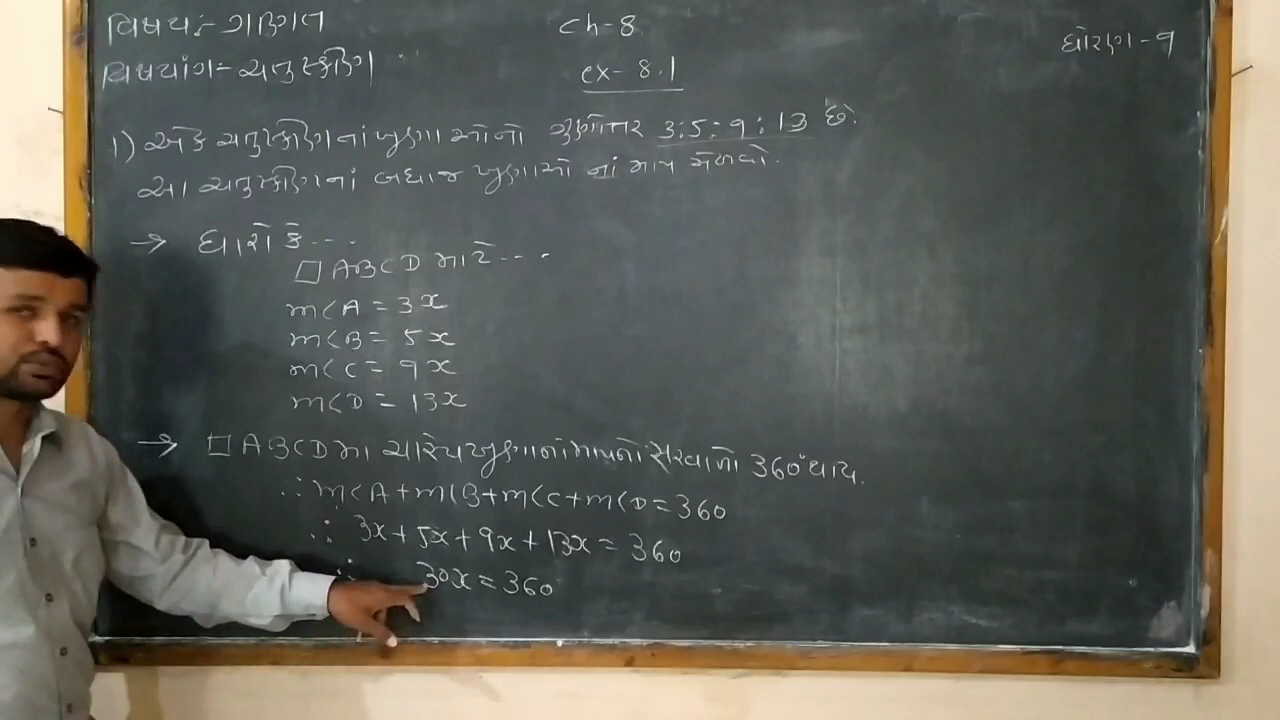 વિષય:- ગણિત
Ch-8
ધોરણ-9
વિષયાંગ:- ચતુષ્કોણ
ex- 8.1
1) એક ચતુષ્કોણનાં ખૂણાઓનો ગુણોત્તર 3:5:9:13 છે.
આ ચતુષ્કોણનાં બધાજ ખૂણાઓ નાં માપ મેળવો.
→ ધારો કે....
□ABCD માટે....
m<A = 3x
m<B = 5x
m<C = 9x
m<D = 13x
→ □ABCDમા ચારેય ખૂણાનાં માપનો સરવાળો 360° થાય.
∴ m<A+m<B+m<C+m<D=360
∴ 3x+5x+9x+13x=360
∴ 30x=360